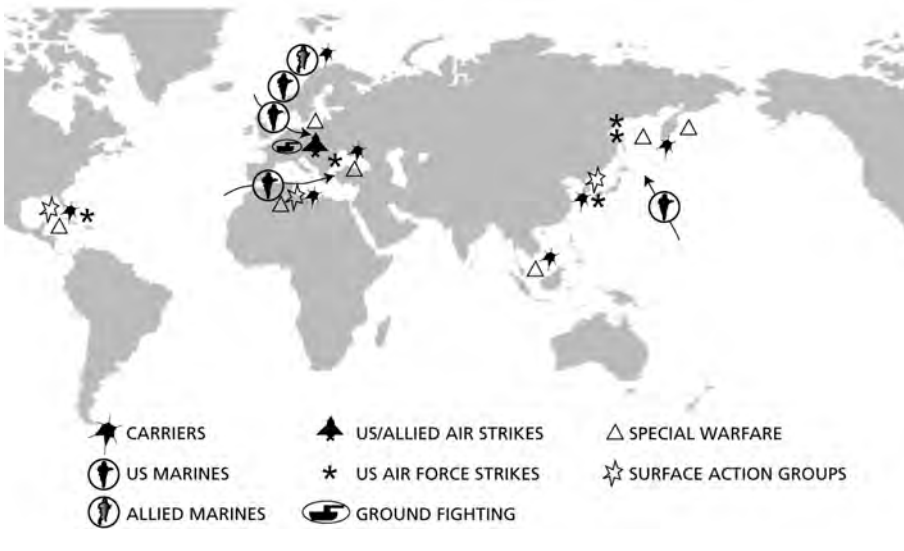 CARRIERS US/ALLIED AIR STRIKES SPECIAL WARFARE
US MARINES US AIR FORCE STRIKES SURFACE ACTION GROUPS
ALLIED MARINES GROUND FIGHTING